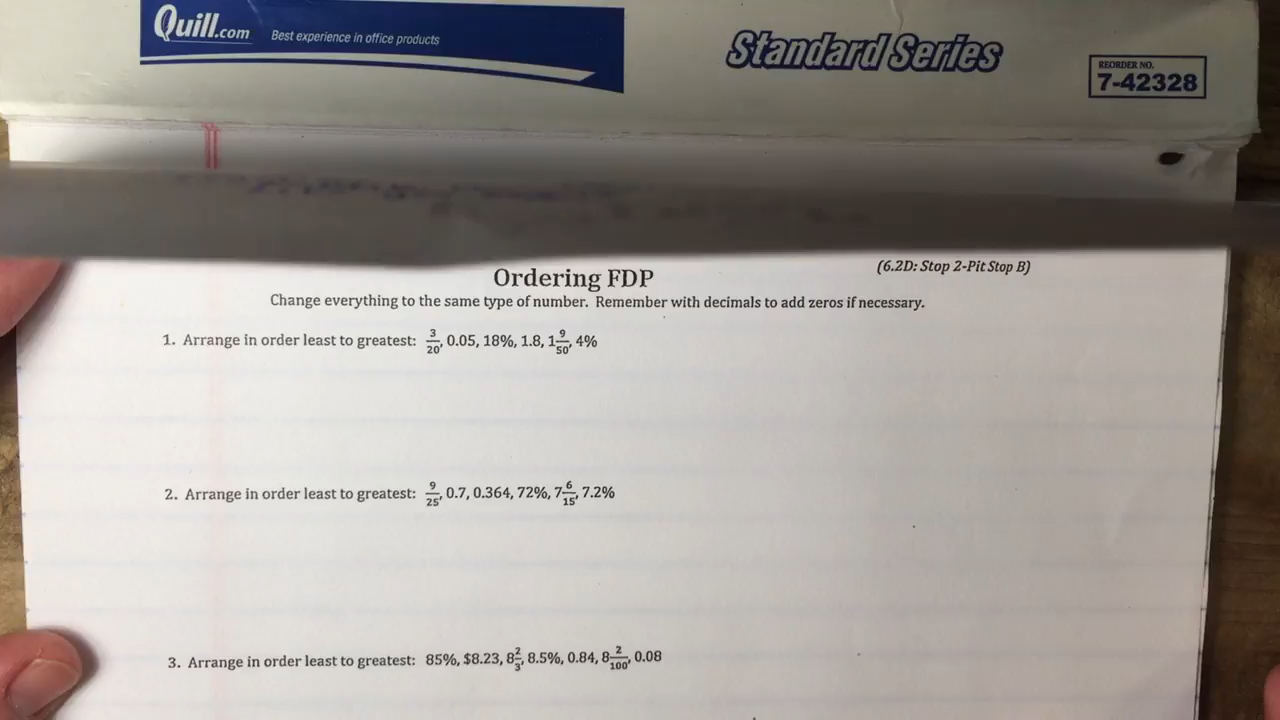 Quill.com Best experience in office products
Standard Series
REORDER NO.
7-42328
(6.2D: Stop 2-Pit Stop B)
Ordering FDP
Change everything to the same type of number. Remember with decimals to add zeros if necessary.
1. Arrange in order least to greatest: 3/20, 0.05, 18%, 1.8, 1 9/50, 4%
2. Arrange in order least to greatest: 9/25, 0.7, 0.364, 72%, 7 6/15, 7.2%
3. Arrange in order least to greatest: 85%, $8.23, 8 2/3, 8.5%, 0.84, 8 2/100, 0.08